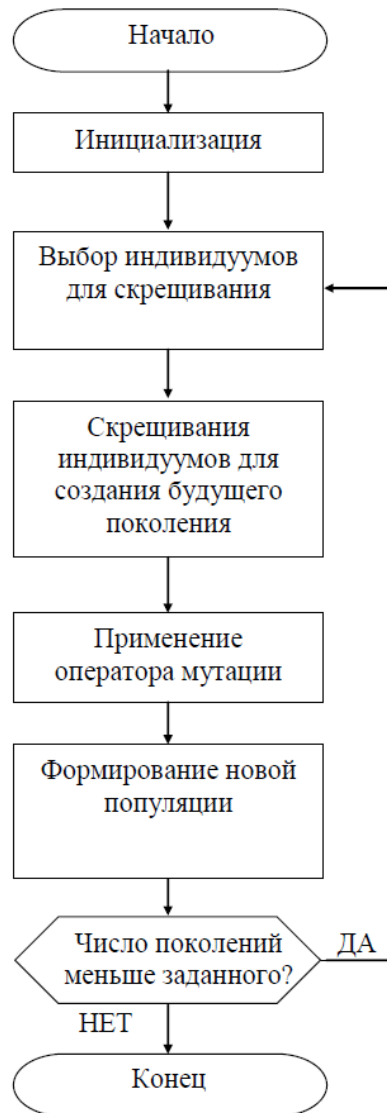 Начало
Инициализация
Выбор индивидуумов
для скрещивания
Скрещивания
индивидуумов для
создания будущего
поколения
Применение
оператора мутации
Формирование новой
популяции
Число поколений
меньше заданного?
ДА
НЕТ
Конец